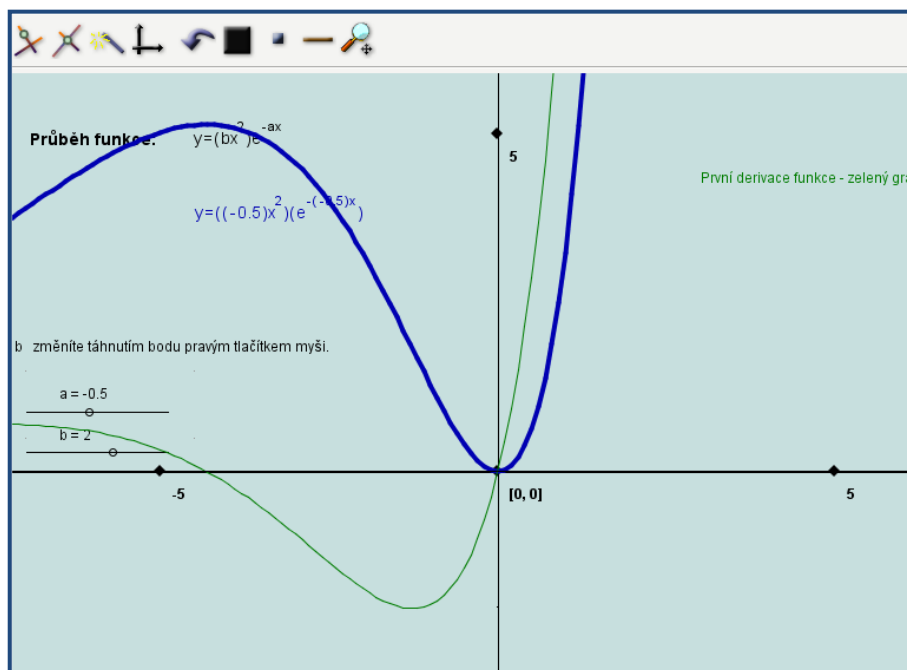 Průběh funkce: y=(bx²)e^-ax
5
První derivace funkce - zelený gra
y=((-0.5)x²)(e^-(-0.5)x)
b změníte táhnutím bodu pravým tlačítkem myši.
a = -0.5
b = 2
-5
[0, 0]
5